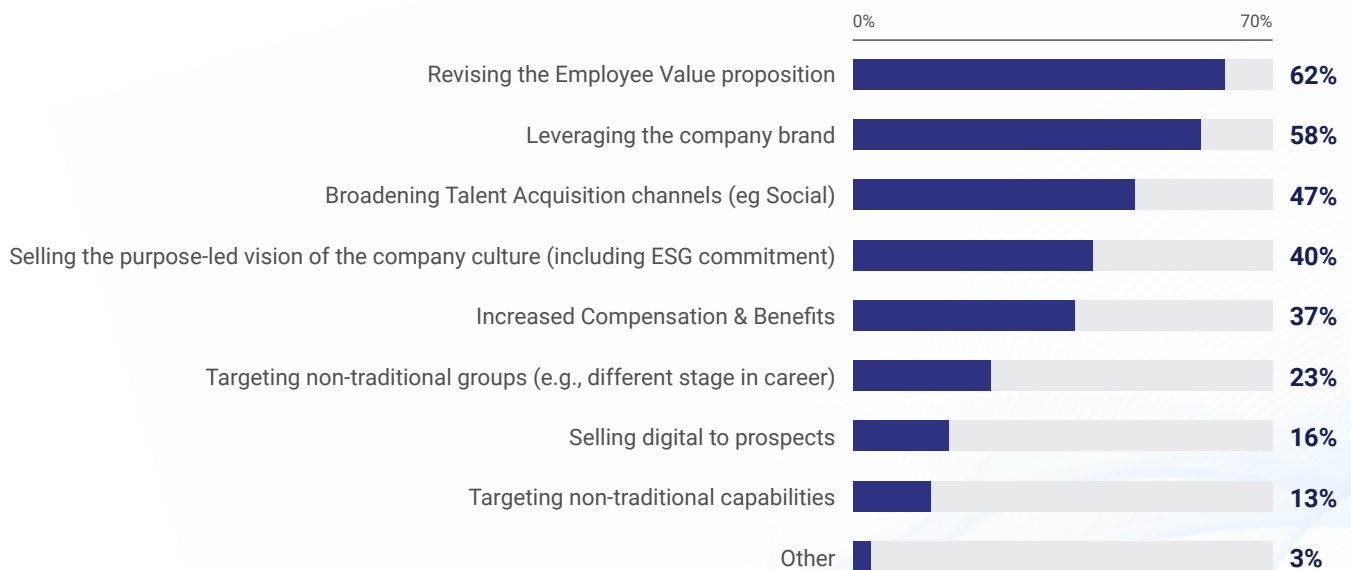 0% 70%
Revising the Employee Value proposition 62%
Leveraging the company brand 58%
Broadening Talent Acquisition channels (eg Social) 47%
Selling the purpose-led vision of the company culture (including ESG commitment) 40%
Increased Compensation & Benefits 37%
Targeting non-traditional groups (e.g., different stage in career) 23%
Selling digital to prospects 16%
Targeting non-traditional capabilities 13%
Other 3%